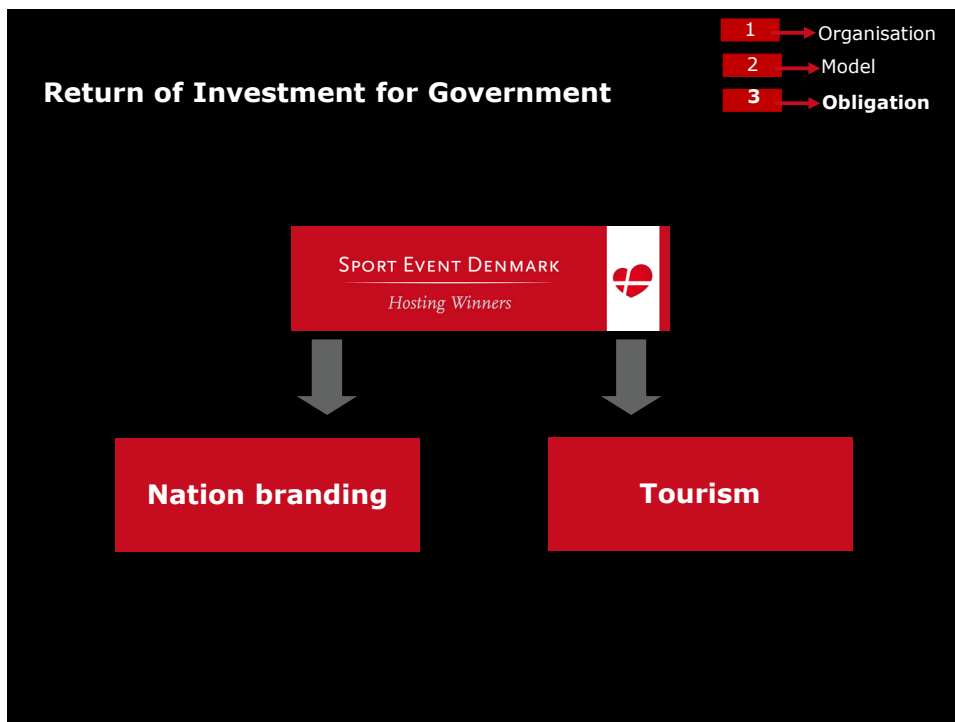 1 Organisation
2 Model
Return of Investment for Government
3 Obligation
SPORT EVENT DENMARK
Hosting Winners
Nation branding
Tourism